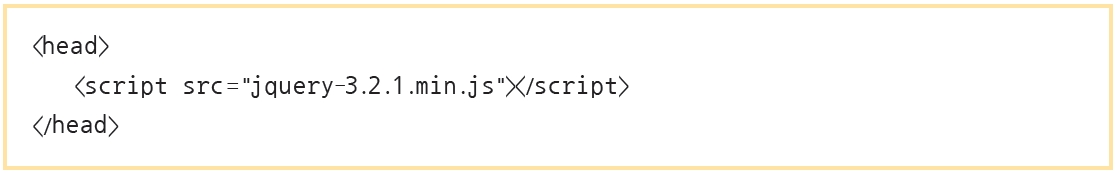 <head>
<script src="jquery-3.2.1.min.js"></script>
</head>